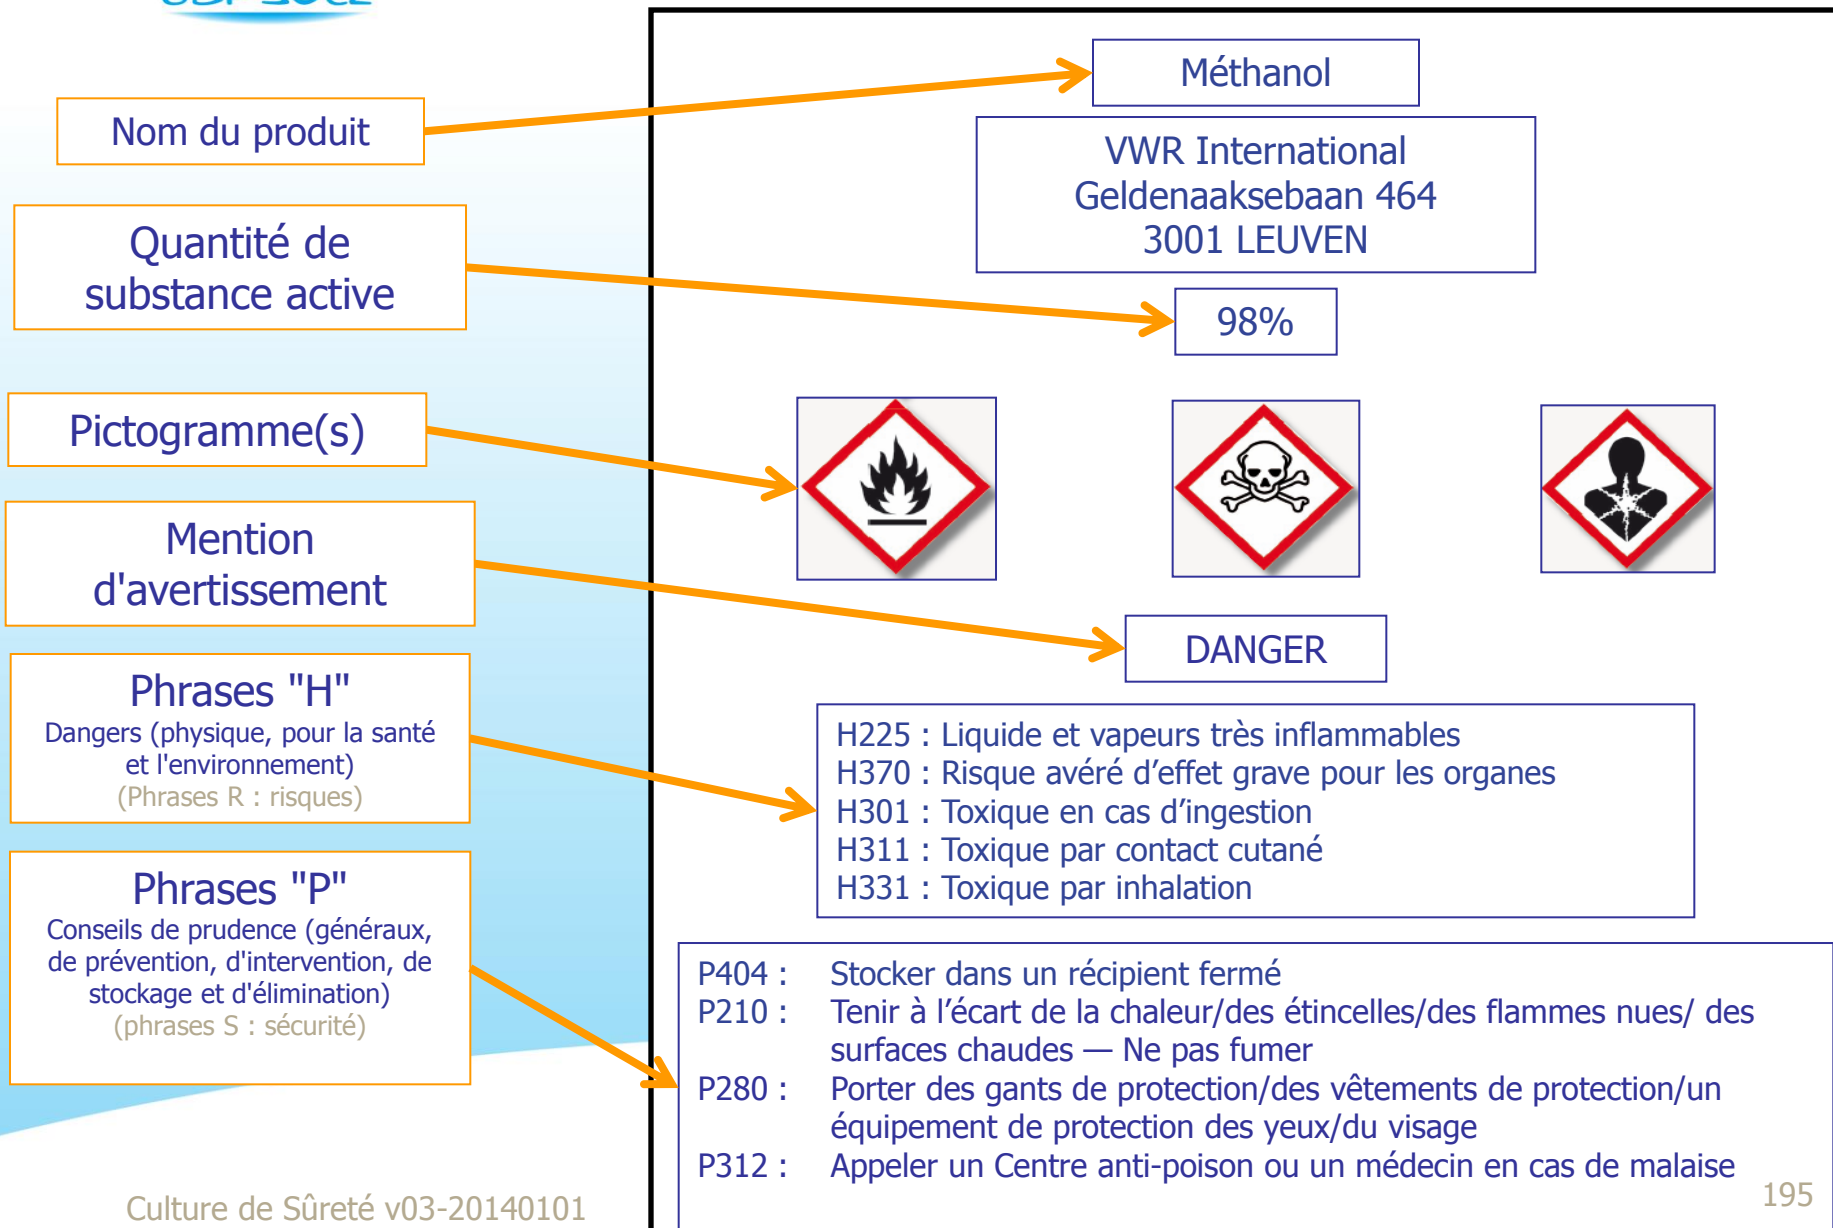 Nom du produit
Quantité de
substance active
Pictogramme(s)
Mention
d'avertissement
Phrases "H"
Dangers (physique, pour la santé
et l'environnement)
(Phrases R : risques)
Phrases "P"
Conseils de prudence (généraux,
de prévention, d'intervention, de
stockage et d'élimination)
(phrases S : sécurité)
Méthanol
VWR International
Geldenaaksebaan 464
3001 LEUVEN
98%
DANGER
H225 : Liquide et vapeurs très inflammables
H370 : Risque avéré d’effet grave pour les organes
H301 : Toxique en cas d’ingestion
H311 : Toxique par contact cutané
H331 : Toxique par inhalation
P404 : Stocker dans un récipient fermé
P210 : Tenir à l’écart de la chaleur/des étincelles/des flammes nues/ des
surfaces chaudes — Ne pas fumer
P280 : Porter des gants de protection/des vêtements de protection/un
équipement de protection des yeux/du visage
P312 : Appeler un Centre anti-poison ou un médecin en cas de malaise
Culture de Sûreté v03-20140101
195